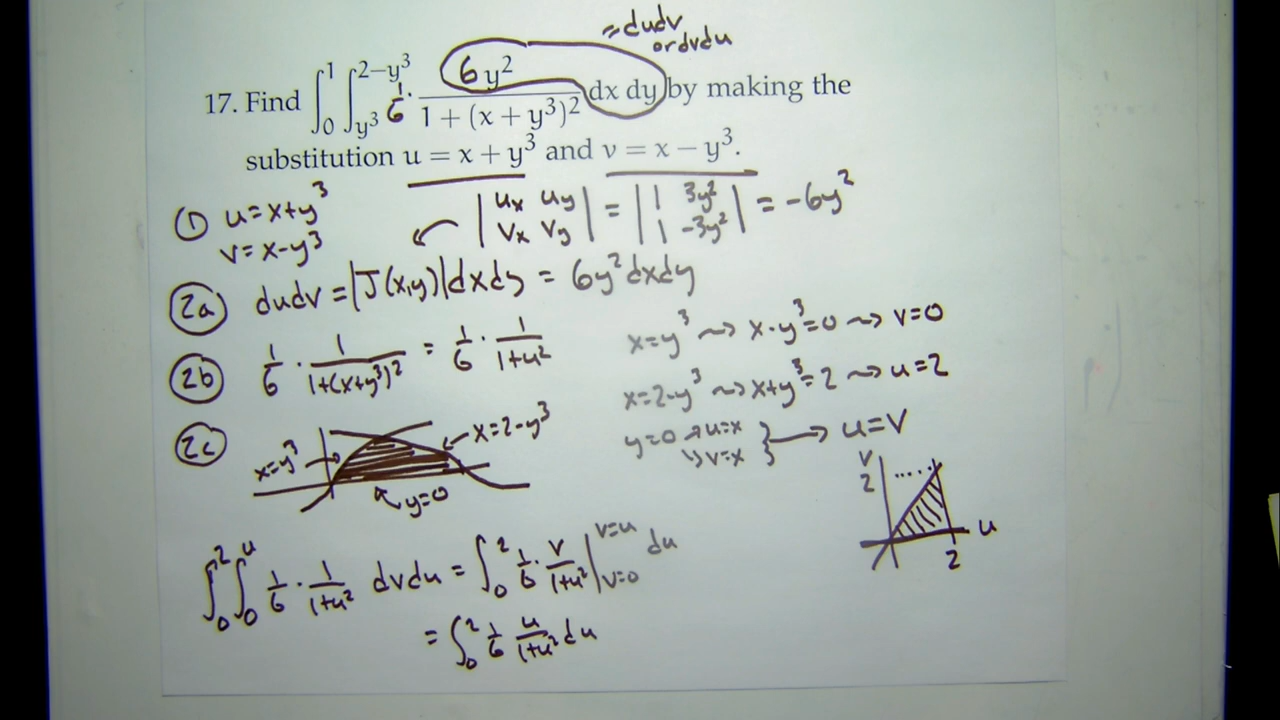 = dudv
or dvdu
17. Find ∫₀¹ ∫_{y³}^{2−y³} 1/6 · 6y²/(1 + (x + y³)²) dx dy by making the
substitution u = x + y³ and v = x − y³.
① u=x+y³
v=x-y³
|uₓ u_y; vₓ v_y| = |1 3y²; 1 -3y²| = -6y²
②a dudv = |J(x,y)|dxdy = 6y²dxdy
②b 1/6 · 1/(1+(x+y³)²) = 1/6 · 1/(1+u²)
x=y³ ⇝ x-y³=0 ⇝ v=0
x=2-y³ ⇝ x+y³=2 ⇝ u=2
y=0 ⇝ u=x
⇝ v=x } → u=v
②c x=y³
x=2-y³
y=0
v
2
u
2
∫₀² ∫₀ᵘ 1/6 · 1/(1+u²) dvdu = ∫₀² 1/6 · v/(1+u²) |_{v=0}^{v=u} du
= ∫₀² 1/6 u/(1+u²) du